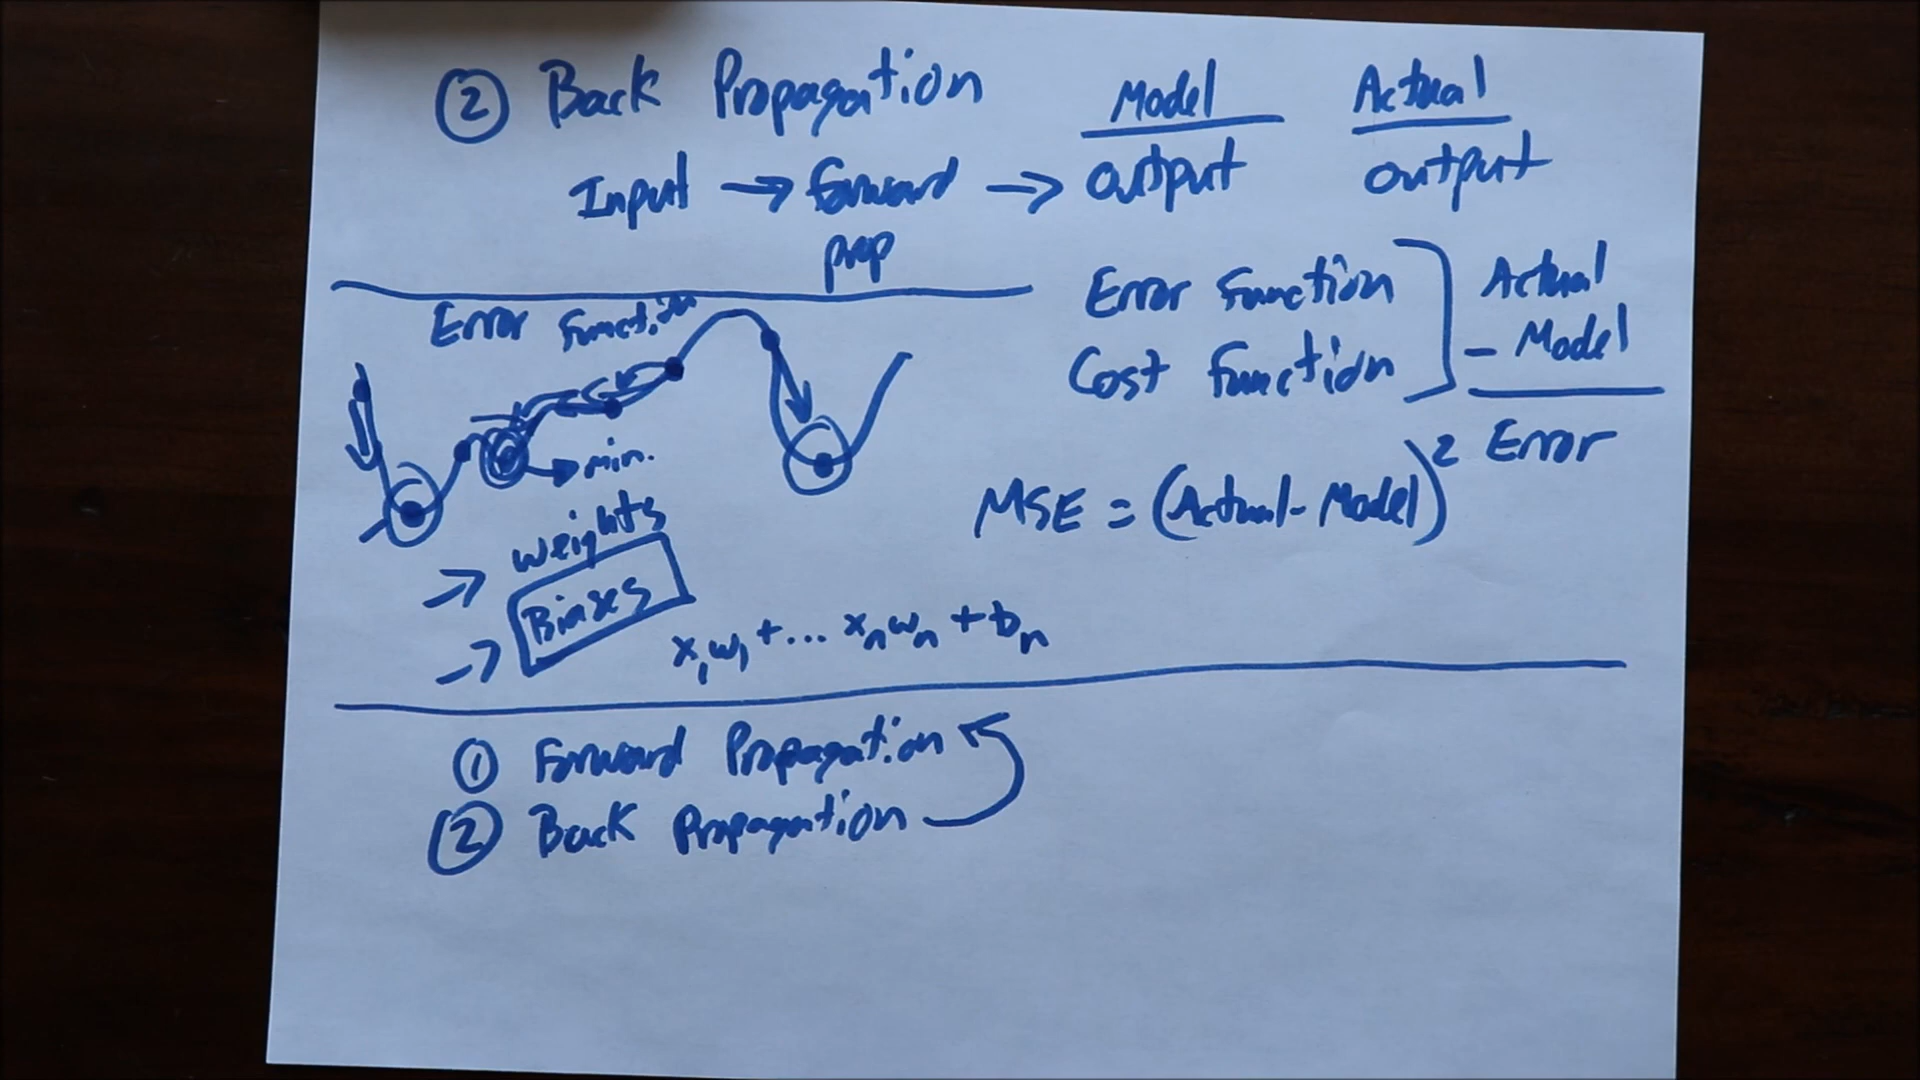 ② Back Propagation
Model Actual
Input → Forward prop → output output
Error Function
Cost Function
Actual
- Model
Error
MSE = (Actual - Model)²
Error Function
min.
→ weights
→ Biases
x₁w₁ + ... xₙwₙ + bₙ
① Forward Propagation
② Back Propagation